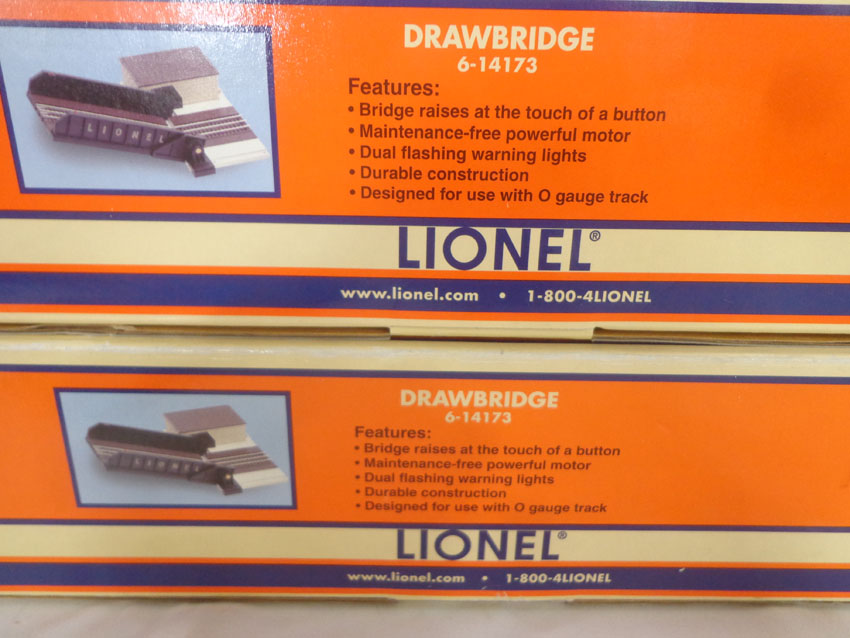 DRAWBRIDGE
6-14173
LIONEL
Features:
• Bridge raises at the touch of a button
• Maintenance-free powerful motor
• Dual flashing warning lights
• Durable construction
• Designed for use with O gauge track
LIONEL®
www.lionel.com • 1-800-4LIONEL
DRAWBRIDGE
6-14173
LIONEL
Features:
• Bridge raises at the touch of a button
• Maintenance-free powerful motor
• Dual flashing warning lights
• Durable construction
• Designed for use with O gauge track
LIONEL®
www.lionel.com • 1-800-4LIONEL